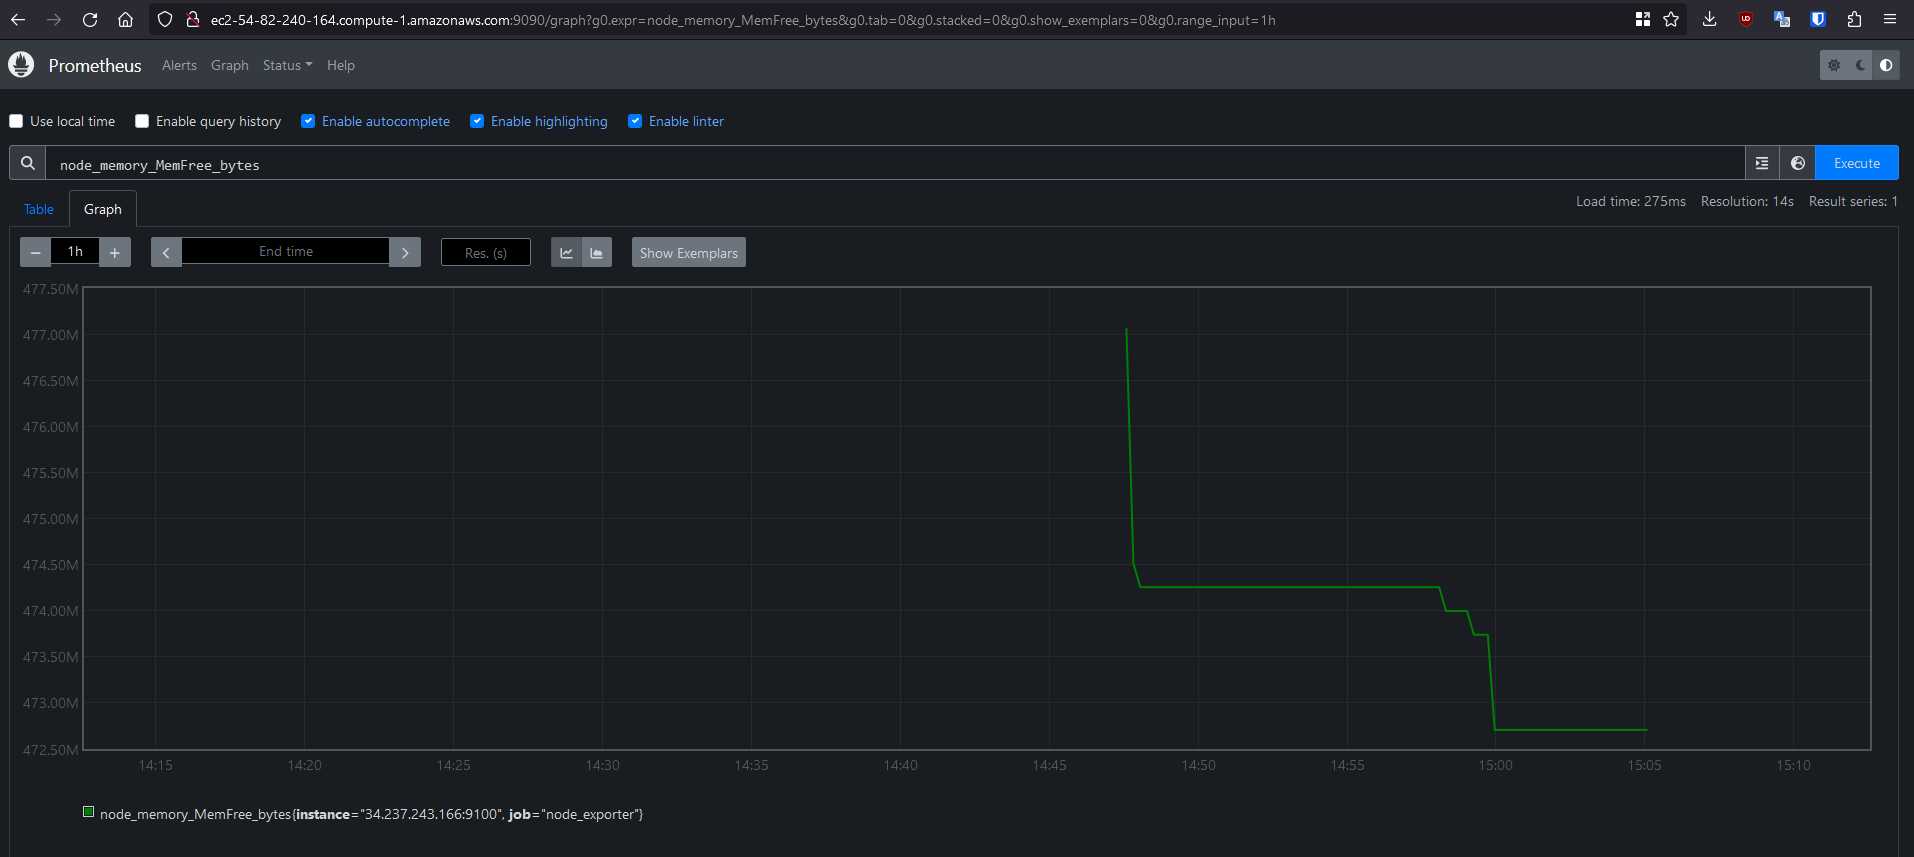 ec2-54-82-240-164.compute-1.amazonaws.com:9090/graph?g0.expr=node_memory_MemFree_bytes&g0.tab=0&g0.stacked=0&g0.show_exemplars=0&g0.range_input=1h
Prometheus Alerts Graph Status Help
Use local time Enable query history Enable autocomplete Enable highlighting Enable linter
node_memory_MemFree_bytes Execute
Table Graph Load time: 275ms Resolution: 14s Result series: 1
− 1h + End time Res. (s) Show Exemplars
477.50M
477.00M
476.50M
476.00M
475.50M
475.00M
474.50M
474.00M
473.50M
473.00M
472.50M
14:15 14:20 14:25 14:30 14:35 14:40 14:45 14:50 14:55 15:00 15:05 15:10
node_memory_MemFree_bytes{instance="34.237.243.166:9100", job="node_exporter"}